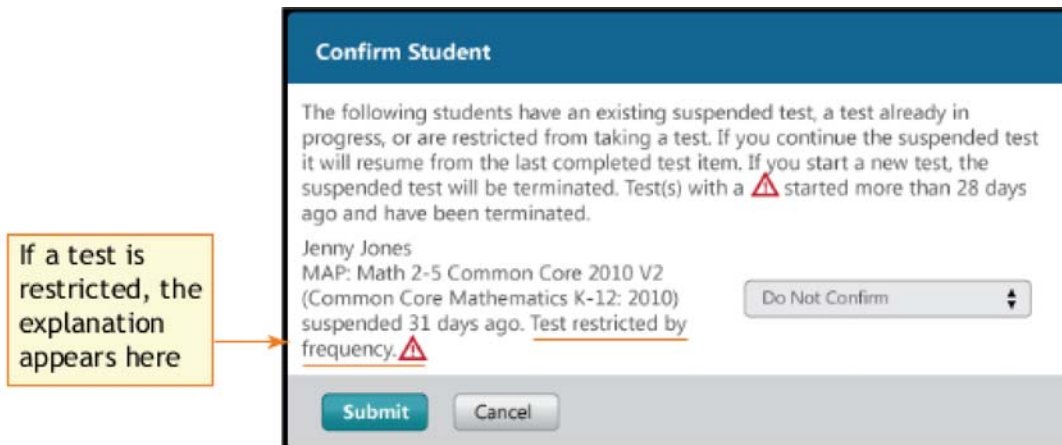 Confirm Student
The following students have an existing suspended test, a test already in
progress, or are restricted from taking a test. If you continue the suspended test
it will resume from the last completed test item. If you start a new test, the
suspended test will be terminated. Test(s) with a started more than 28 days
ago and have been terminated.
If a test is
restricted, the
explanation
appears here
Jenny Jones
MAP: Math 2-5 Common Core 2010 V2
(Common Core Mathematics K-12: 2010)
suspended 31 days ago. Test restricted by
frequency.
Do Not Confirm
Submit
Cancel